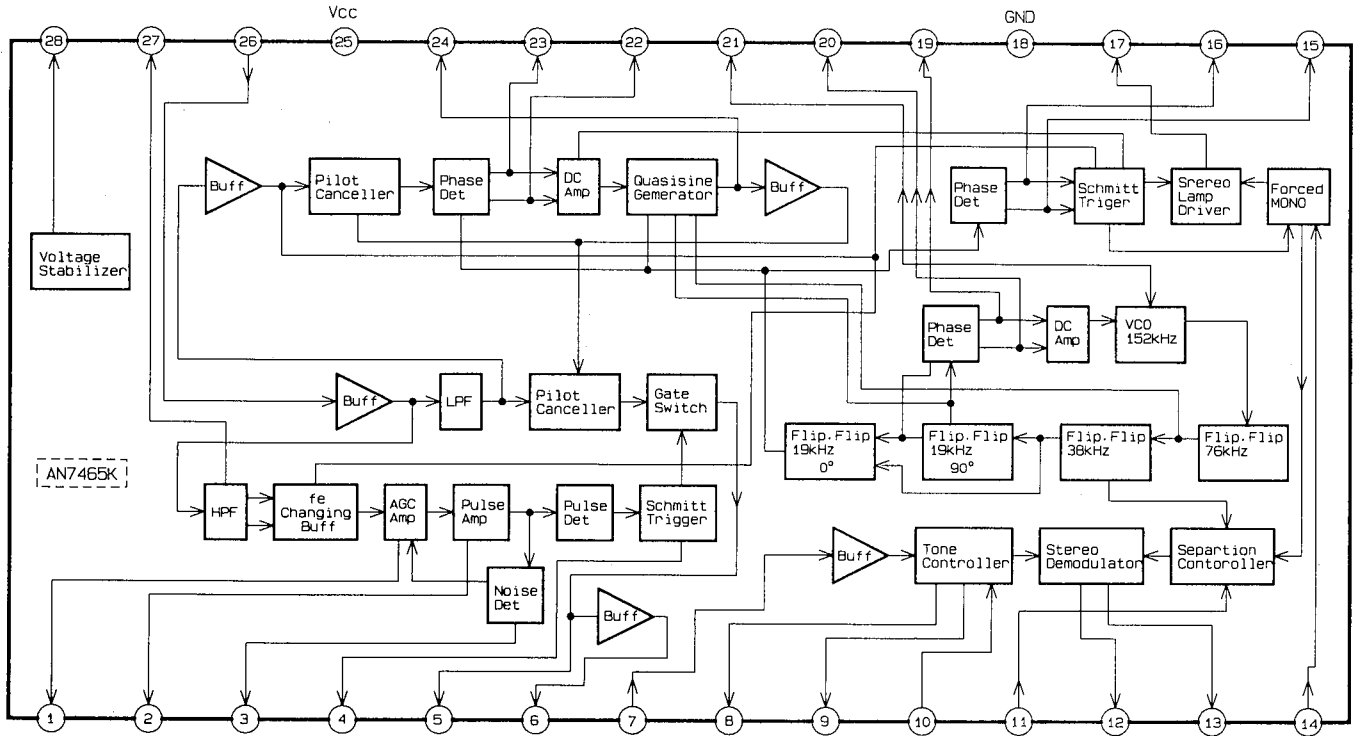 Vcc
GND
28
27
26
25
24
23
22
21
20
19
18
17
16
15
Buff
Pilot
Canceller
Phase
Det
DC
Amp
Quasisine
Gemerator
Buff
Phase
Det
Schmitt
Triger
Srereo
Lamp
Driver
Forced
MONO
Voltage
Stabilizer
Phase
Det
DC
Amp
VCO
152kHz
Buff
LPF
Pilot
Canceller
Gate
Switch
Flip.Flip
19kHz
0°
Flip.Flip
19kHz
90°
Flip.Flip
38kHz
Flip.Flip
76kHz
AN7465K
HPF
fe
Changing
Buff
AGC
Amp
Pulse
Amp
Pulse
Det
Schmitt
Trigger
Noise
Det
Buff
Buff
Tone
Controller
Stereo
Demodulator
Separtion
Contoroller
1
2
3
4
5
6
7
8
9
10
11
12
13
14